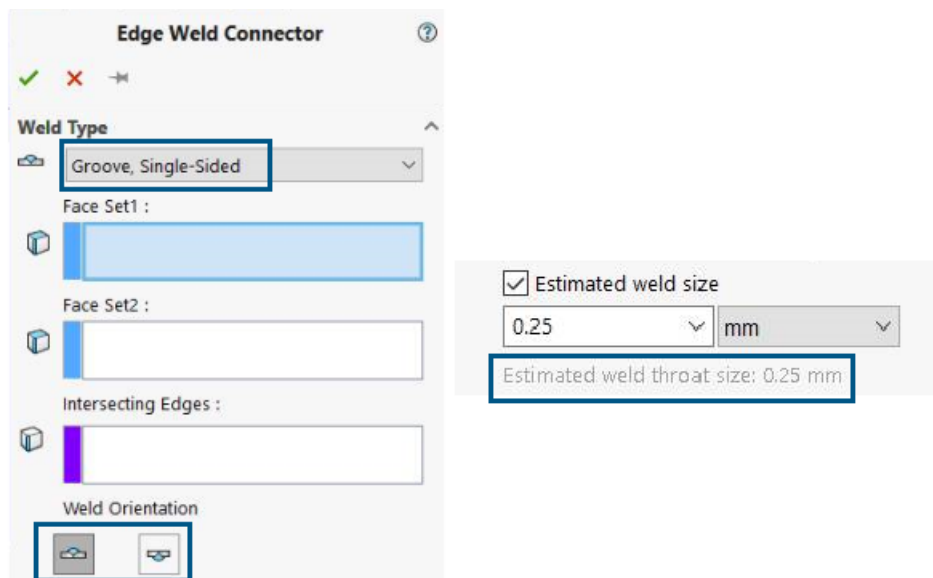 Edge Weld Connector
Weld Type
Groove, Single-Sided
Face Set1 :
Face Set2 :
Intersecting Edges :
Weld Orientation
Estimated weld size
0.25 mm
Estimated weld throat size: 0.25 mm